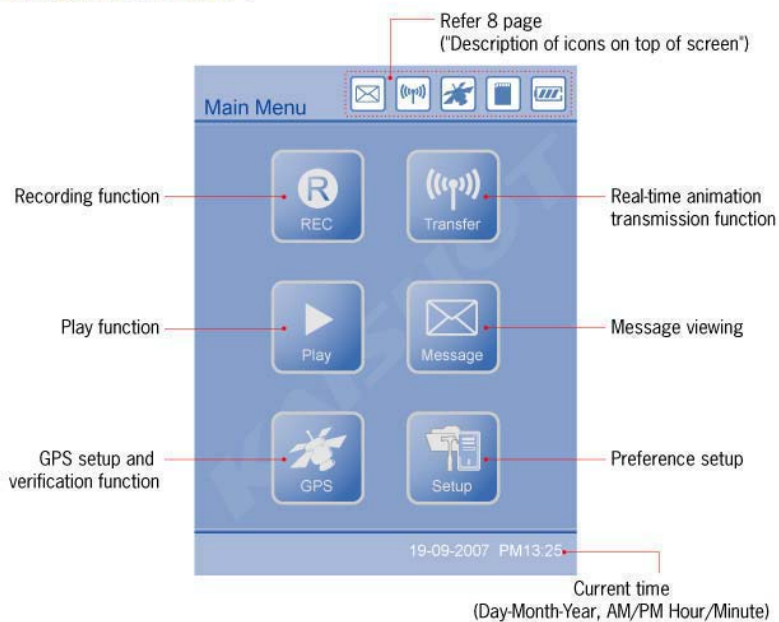 Refer 8 page
("Description of icons on top of screen")
Main Menu
Recording function
R
REC
Transfer
Real-time animation
transmission function
Play function
Play
Message
Message viewing
GPS setup and
verification function
GPS
Setup
Preference setup
19-09-2007 PM13:25
Current time
(Day-Month-Year, AM/PM Hour/Minute)